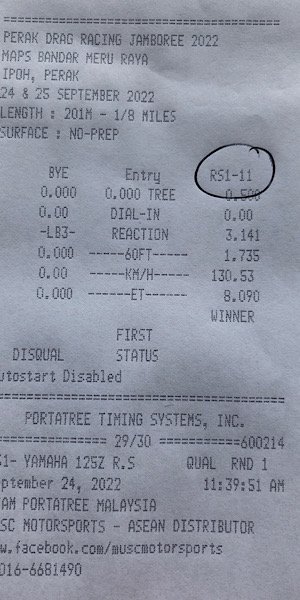 PERAK DRAG RACING JAMBOREE 2022
MAPS BANDAR MERU RAYA
IPOH, PERAK
24 & 25 SEPTEMBER 2022
LENGTH : 201M - 1/8 MILES
SURFACE : NO-PREP
BYE Entry RS1-11
0.000 0.000 TREE 0.500
0.00 DIAL-IN 0.00
-LB3- REACTION 3.141
0.000 -----60FT----- 1.735
0.00 -----KM/H----- 130.53
0.000 ------ET------ 8.090
WINNER
FIRST
DISQUAL STATUS
utostart Disabled
PORTATREE TIMING SYSTEMS, INC.
================ 29/30 ===========600214
S1- YAMAHA 125Z R.S QUAL RND 1
ptember 24, 2022 11:39:51 AM
AM PORTATREE MALAYSIA
SC MOTORSPORTS - ASEAN DISTRIBUTOR
w.facebook.com/muscmotorsports
016-6681490